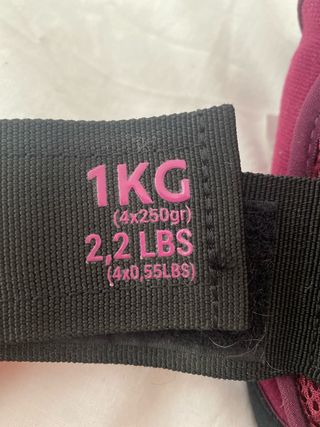 1KG
(4x250gr)
2,2 LBS
(4x0,55LBS)